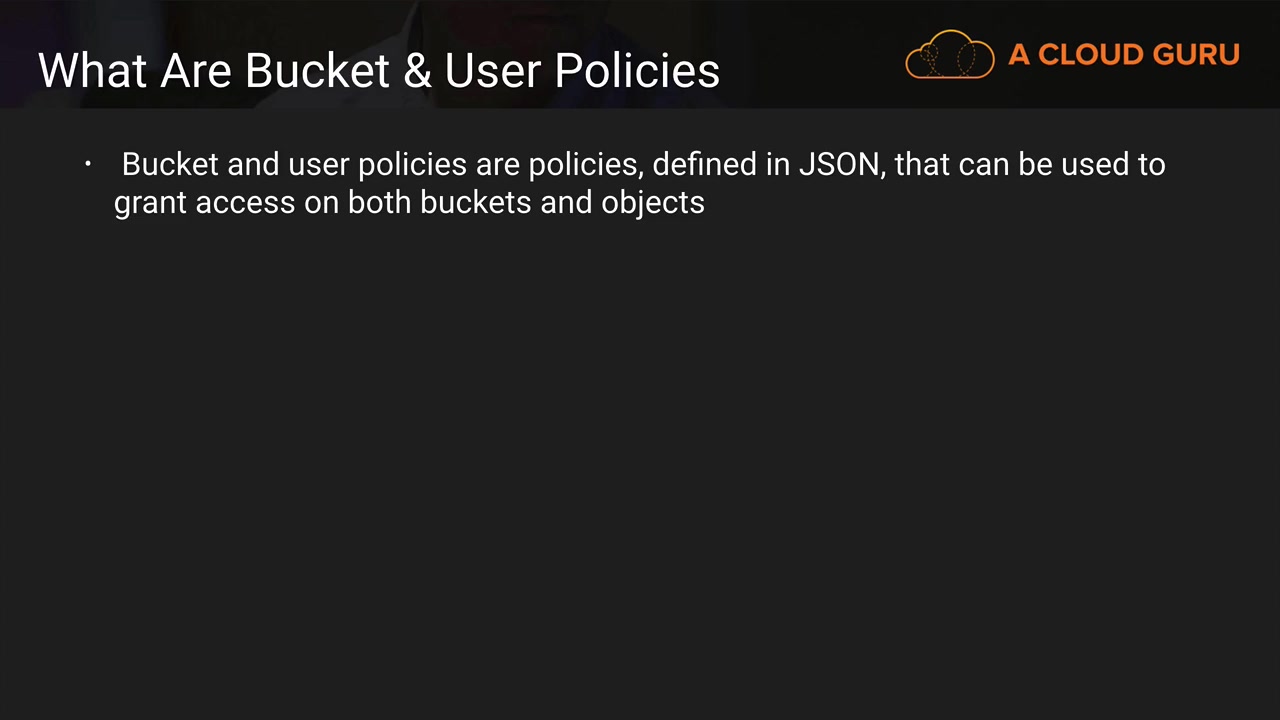 What Are Bucket & User Policies
A CLOUD GURU
• Bucket and user policies are policies, defined in JSON, that can be used to
grant access on both buckets and objects